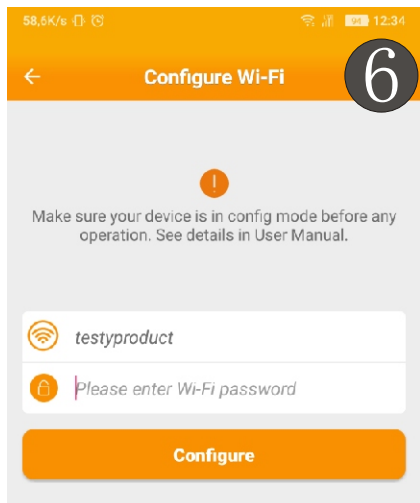 58,6K/s 94 12:34
Configure Wi-Fi
6
Make sure your device is in config mode before any
operation. See details in User Manual.
testyproduct
Please enter Wi-Fi password
Configure